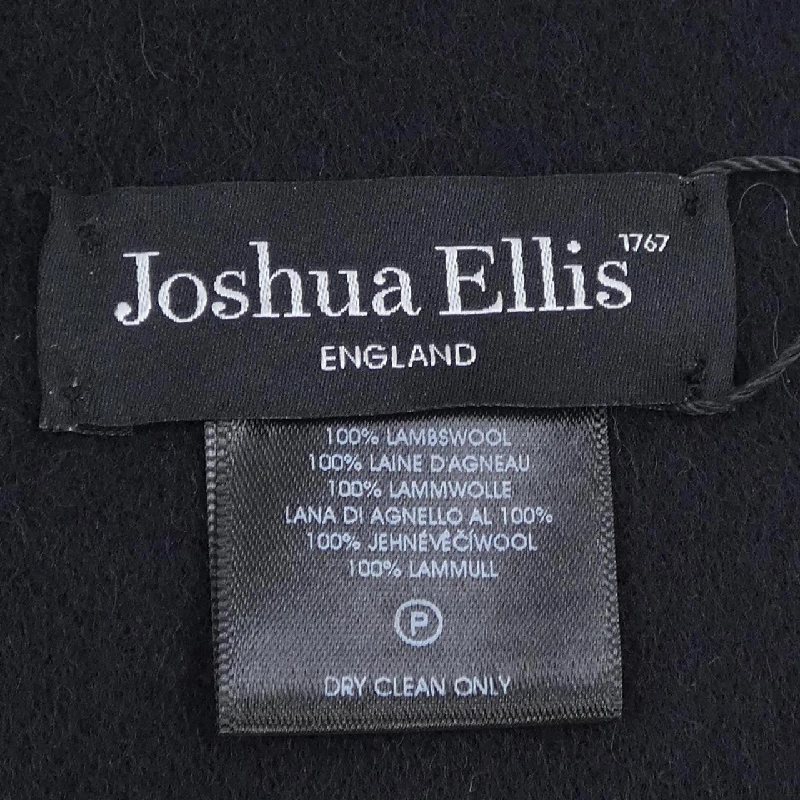 Joshua Ellis 1767
ENGLAND
100% LAMBSWOOL
100% LAINE D'AGNEAU
100% LAMMWOLLE
LANA DI AGNELLO AL 100%
100% JEHNĚVĚČÍWOOL
100% LAMMULL
P
DRY CLEAN ONLY